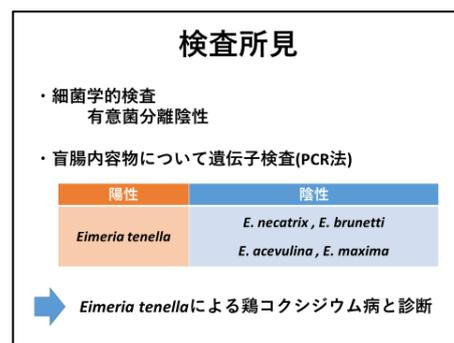 検査所見
・細菌学的検査
有意菌分離陰性
・盲腸内容物について遺伝子検査(PCR法)
陽性 陰性
Eimeria tenella
E. necatrix , E. brunetti
E. acevulina , E. maxima
Eimeria tenellaによる鶏コクシジウム病と診断